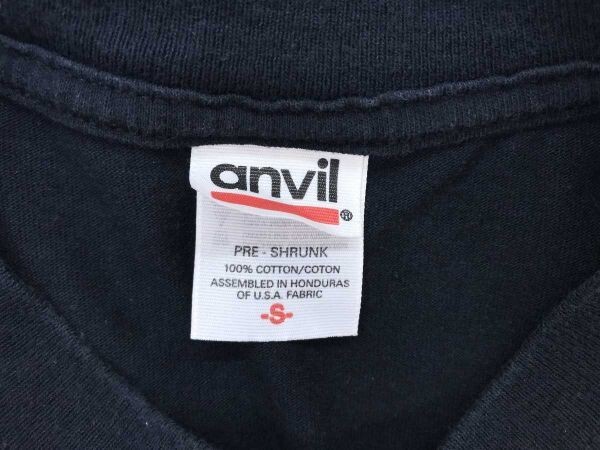 anvil®
PRE - SHRUNK
100% COTTON/COTON
ASSEMBLED IN HONDURAS
OF U.S.A. FABRIC
-S-